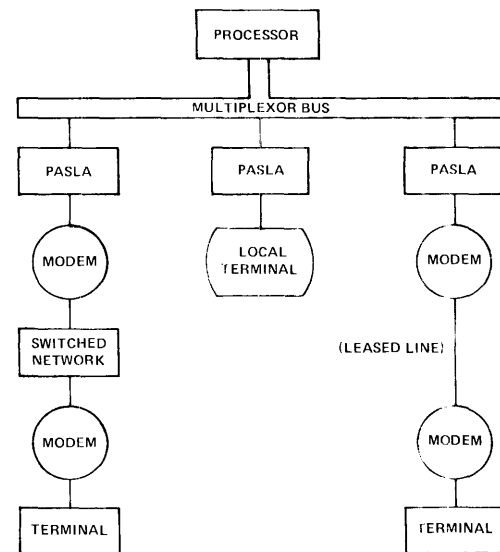 PROCESSOR
MULTIPLEXOR BUS
PASLA
PASLA
PASLA
MODEM
LOCAL
TERMINAL
MODEM
SWITCHED
NETWORK
(LEASED LINE)
MODEM
MODEM
TERMINAL
TERMINAL